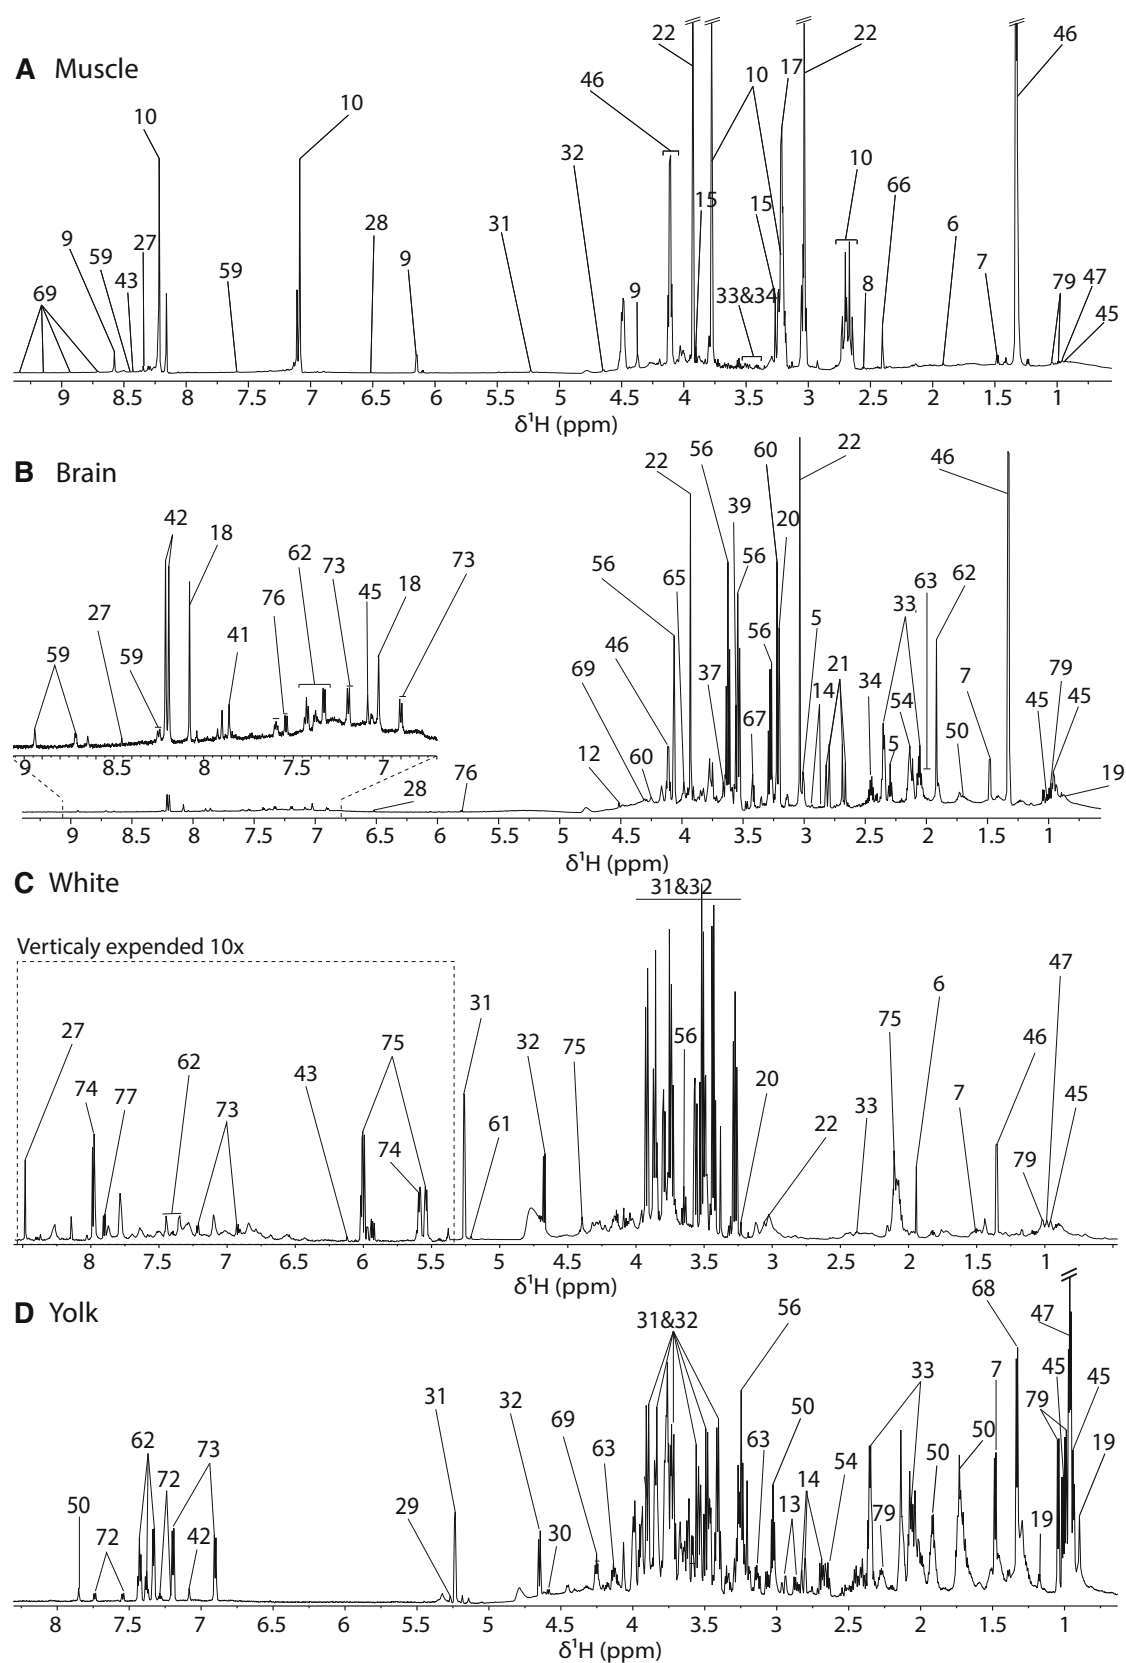 A Muscle
22 22 46
46 10 17
10 10
32 10
15 15 66
9 59 27 59 28 9 31 6
69 43 9 33&34 8 7 79 47
45
9 8.5 8 7.5 7 6.5 6 5.5 5 4.5 4 3.5 3 2.5 2 1.5 1
δ¹H (ppm)
B Brain
22 56 60 22 46
42 18 39 20
62 73 73 56 56
27 76 45 18 65 63 62
59 59 41 46 56 5 33
69 37 21 7 79
14 34 54 45 45
67 5 50
9 8.5 8 7.5 7
12 60 19
28 76
9 8.5 8 7.5 7 6.5 6 5.5 5 4.5 4 3.5 3 2.5 2 1.5 1
δ¹H (ppm)
C White
31&32
Verticaly expended 10x
47
31 6
27 75 32 75 56 75 46
62
74 77 43 20 7 45
73 61 33
74 22 79
8 7.5 7 6.5 6 5.5 5 4.5 4 3.5 3 2.5 2 1.5 1
δ¹H (ppm)
D Yolk
68
31&32 56 47
31 32 33 7 45 45
69 50 79
62 73 63 63 50 50 19
72 54
50 29 14
72 42 30 13 79 19
8 7.5 7 6.5 6 5.5 5 4.5 4 3.5 3 2.5 2 1.5 1
δ¹H (ppm)